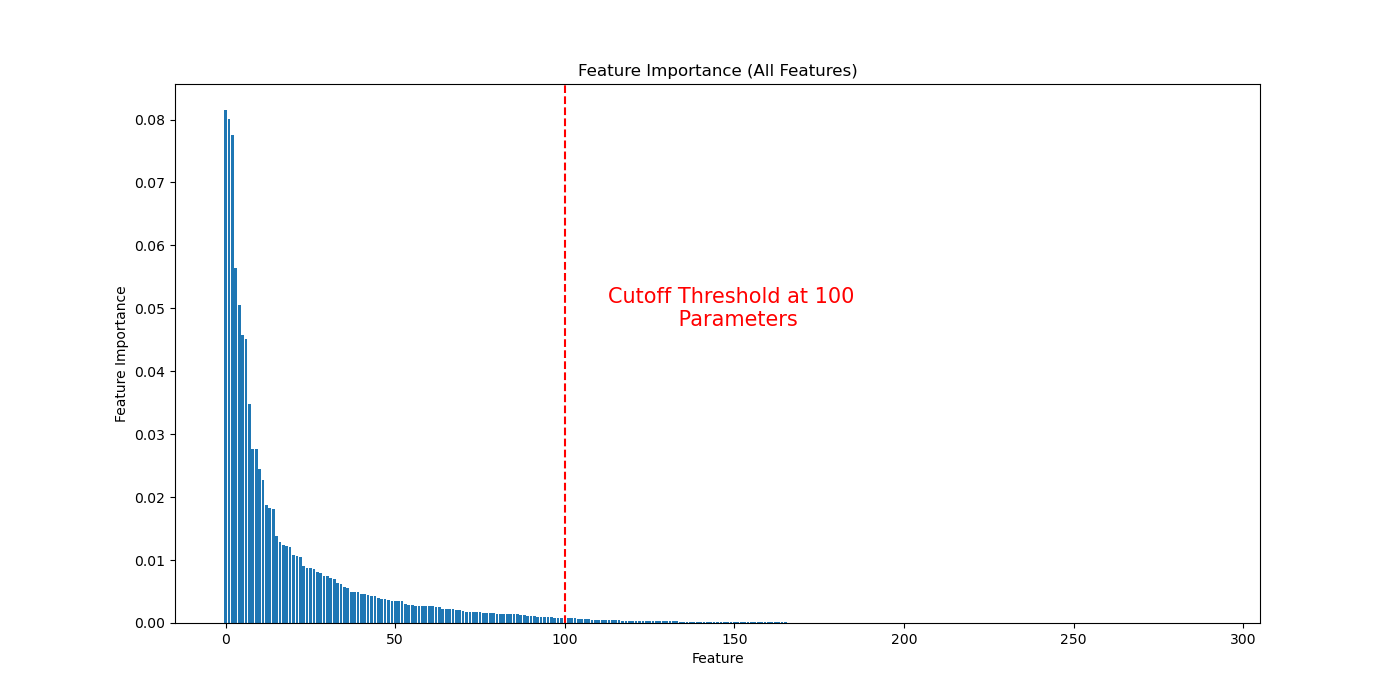 Feature Importance (All Features)
0.08
0.07
0.06
0.05
0.04
0.03
0.02
0.01
0.00
Feature Importance
Cutoff Threshold at 100
Parameters
0 50 100 150 200 250 300
Feature